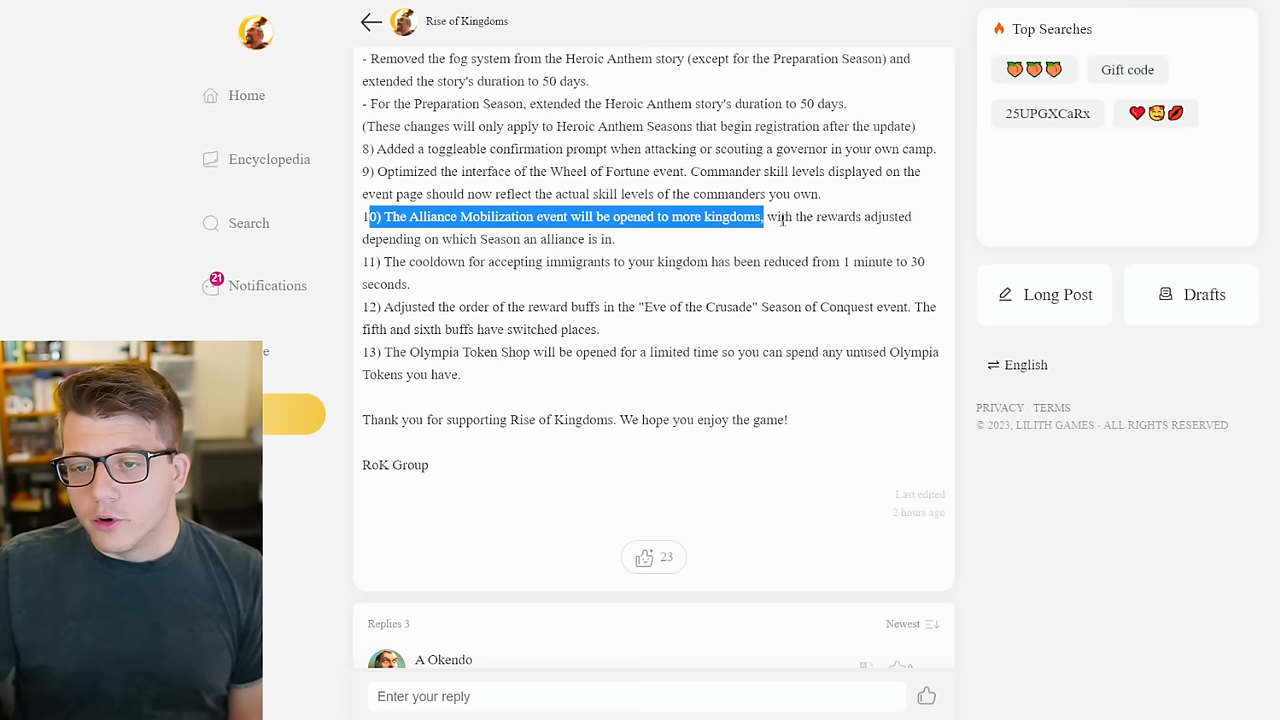 Rise of Kingdoms
- Removed the fog system from the Heroic Anthem story (except for the Preparation Season) and
extended the story's duration to 50 days.
- For the Preparation Season, extended the Heroic Anthem story's duration to 50 days.
(These changes will only apply to Heroic Anthem Seasons that begin registration after the update)
8) Added a toggleable confirmation prompt when attacking or scouting a governor in your own camp.
9) Optimized the interface of the Wheel of Fortune event. Commander skill levels displayed on the
event page should now reflect the actual skill levels of the commanders you own.
10) The Alliance Mobilization event will be opened to more kingdoms, with the rewards adjusted
depending on which Season an alliance is in.
11) The cooldown for accepting immigrants to your kingdom has been reduced from 1 minute to 30
seconds.
12) Adjusted the order of the reward buffs in the "Eve of the Crusade" Season of Conquest event. The
fifth and sixth buffs have switched places.
13) The Olympia Token Shop will be opened for a limited time so you can spend any unused Olympia
Tokens you have.
Thank you for supporting Rise of Kingdoms. We hope you enjoy the game!
RoK Group
Last edited
2 hours ago
23
Replies 3
Newest
A Okendo
0
Enter your reply
Home
Encyclopedia
Search
21
Notifications
e
Top Searches
Gift code
25UPGXCaRx
Long Post
Drafts
English
PRIVACY · TERMS
© 2023, LILITH GAMES - ALL RIGHTS RESERVED